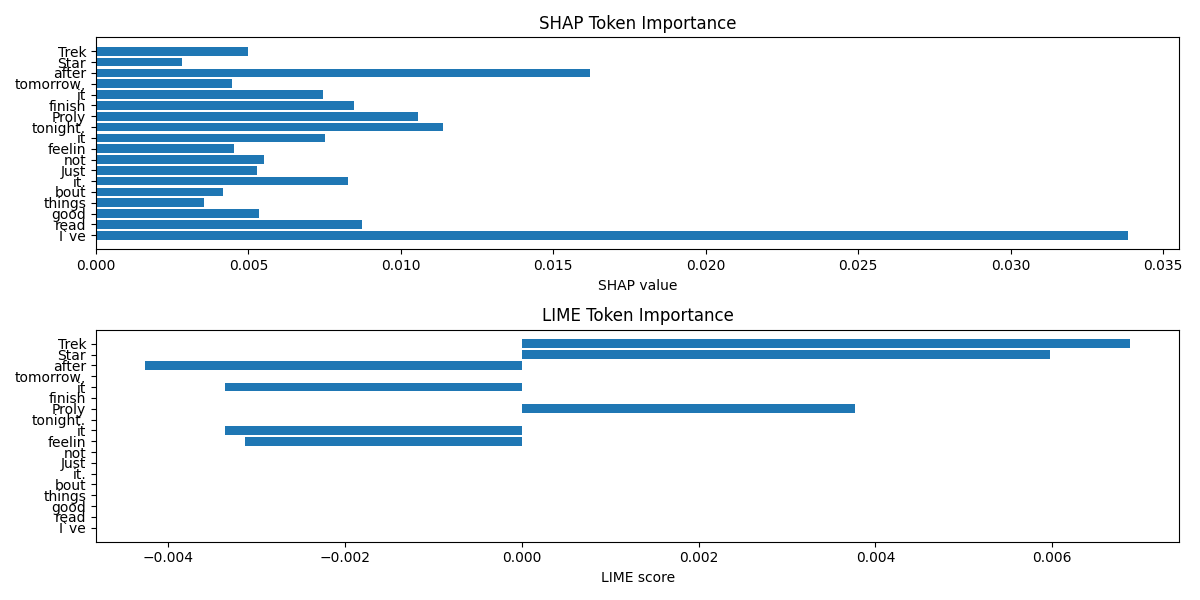 SHAP Token Importance
Trek
Star
after
tomorrow,
it
finish
Proly
tonight.
it
feelin
not
Just
it.
bout
things
good
read
I`ve
0.000 0.005 0.010 0.015 0.020 0.025 0.030 0.035
SHAP value
LIME Token Importance
Trek
Star
after
tomorrow,
it
finish
Proly
tonight.
it
feelin
not
Just
it.
bout
things
good
read
I`ve
−0.004 −0.002 0.000 0.002 0.004 0.006
LIME score